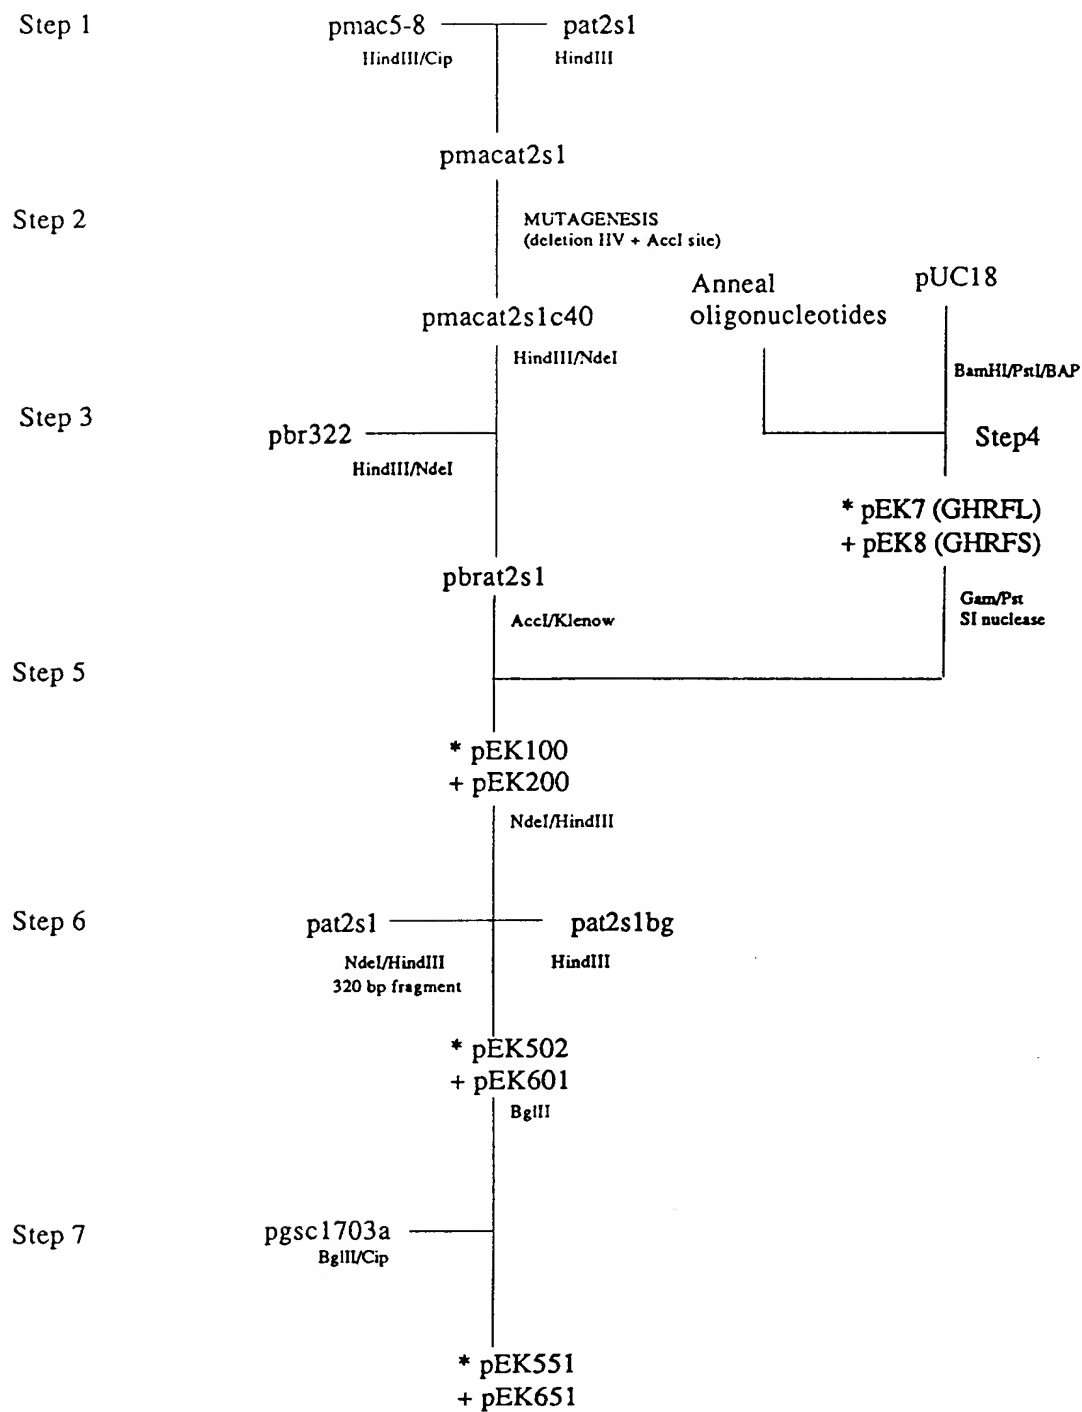 Step 1
pmac5-8
pat2s1
HindIII/Cip
HindIII
pmacat2s1
Step 2
MUTAGENESIS
(deletion HV + AccI site)
Anneal
oligonucleotides
pUC18
pmacat2s1c40
HindIII/NdeI
BamHI/PstI/BAP
Step 3
pbr322
HindIII/NdeI
Step4
* pEK7 (GHRFL)
+ pEK8 (GHRFS)
pbrat2s1
AccI/Klenow
Gam/Pst
SI nuclease
Step 5
* pEK100
+ pEK200
NdeI/HindIII
Step 6
pat2s1
pat2s1bg
NdeI/HindIII
320 bp fragment
HindIII
* pEK502
+ pEK601
BglII
Step 7
pgsc1703a
BglII/Cip
* pEK551
+ pEK651